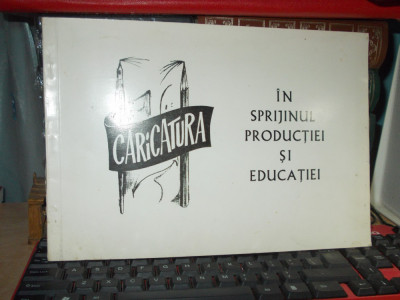 CARICATURA
ÎN
SPRIJINUL
PRODUCȚIEI
ȘI
EDUCAȚIEI